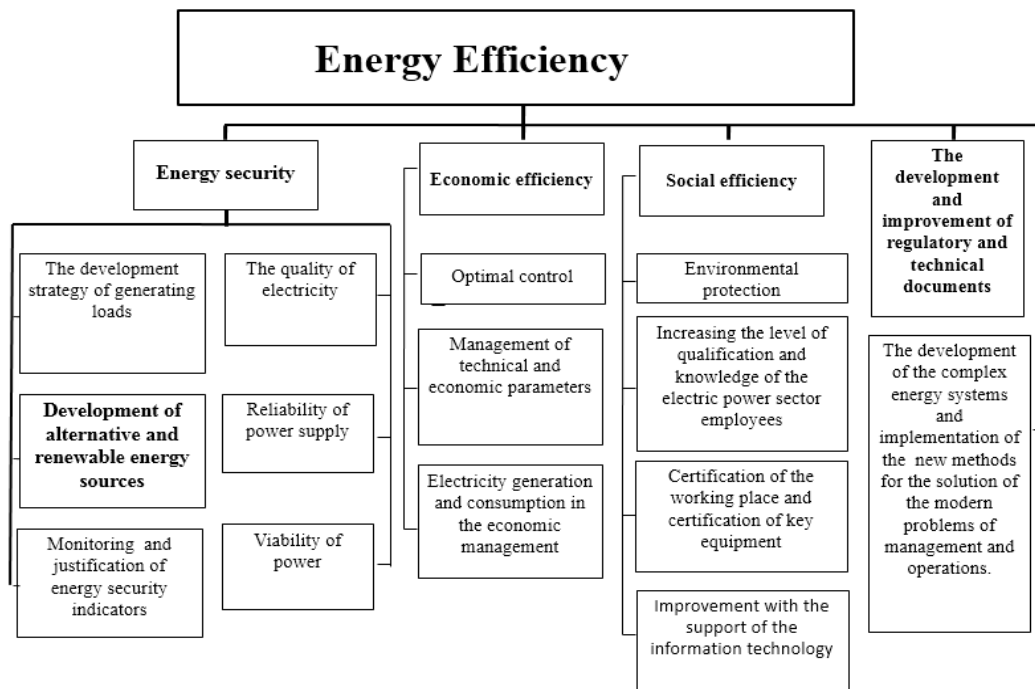 Energy Efficiency
Energy security
The development
strategy of generating
loads
Development of
alternative and
renewable energy
sources
Monitoring and
justification of
energy security
indicators
The quality of
electricity
Reliability of
power supply
Viability of
power
Economic efficiency
Optimal control
Management of
technical and
economic parameters
Electricity generation
and consumption in
the economic
management
Social efficiency
Environmental
protection
Increasing the level of
qualification and
knowledge of the
electric power sector
employees
Certification of the
working place and
certification of key
equipment
Improvement with the
support of the
information technology
The
development
and
improvement of
regulatory and
technical
documents
The development
of the complex
energy systems
and
implementation of
the new methods
for the solution of
the modern
problems of
management and
operations.